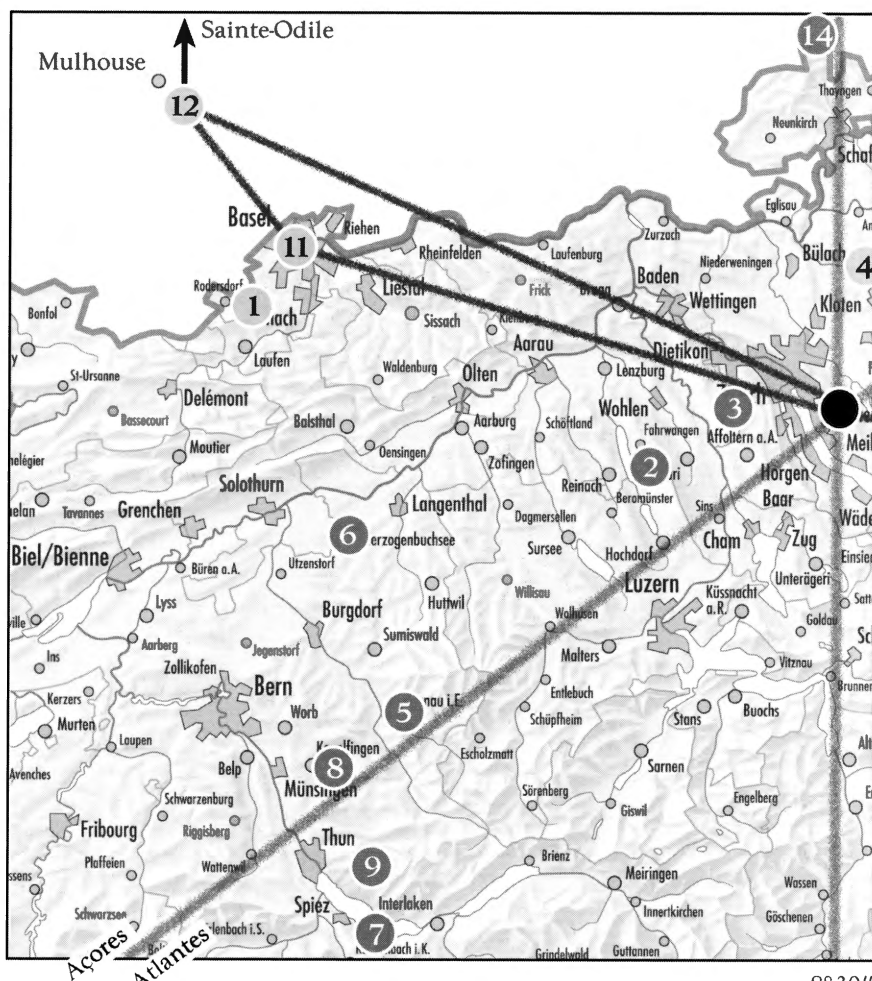 Sainte-Odile
14
Mulhouse
12
Thayngen
Neunkirch
Schaf
Basel
Riehen
Eglisau
11
Rheinfelden
Laufenburg
Zurzach
Bülach
4
Rodersdorf
Niederweningen
Baden
Bonfol
1
Liestal
Frick
Wettingen
Kloten
Sissach
Laufen
Aarau
Dietikon
St-Ursanne
Waldenburg
Olten
Lenzburg
Delémont
Wohlen
3
Bassecourt
Balsthal
Aarburg
Schöftland
Fahrwangen
Affoltern a.A.
Meil
Moutier
Oensingen
Zofingen
2
Horgen
Solothurn
Reinach
Baar
Tavannes
Grenchen
Langenthal
Beromünster
Sins
Dagmersellen
Wäde
6
erzogenbuchsee
Sursee
Cham
Zug
Biel/Bienne
Hochdorf
Einsie
Büren a.A.
Utzenstorf
Willisau
Unterägeri
Luzern
Lyss
Huttwil
Küssnacht
a.R.
Burgdorf
Goldau
Aarberg
Jegenstorf
Sumiswald
Wolhusen
Ins
Zollikofen
Malters
Vitznau
Kerzers
Bern
Entlebuch
Brunner
5
nau i.E.
Worb
Schüpfheim
Stans
Buochs
Murten
Laupen
Escholzmatt
Belp
8
Sarnen
Avenches
Münsingen
Schwarzenburg
Sörenberg
Giswil
Engelberg
Riggisberg
Fribourg
Thun
Plaffeien
Wattenwil
9
Brienz
Meiringen
Wassen
Interlaken
Spiez
Innertkirchen
Schwarzsee
7
Göschenen
Grindelwald
Guttannen
Açores
Atlantes